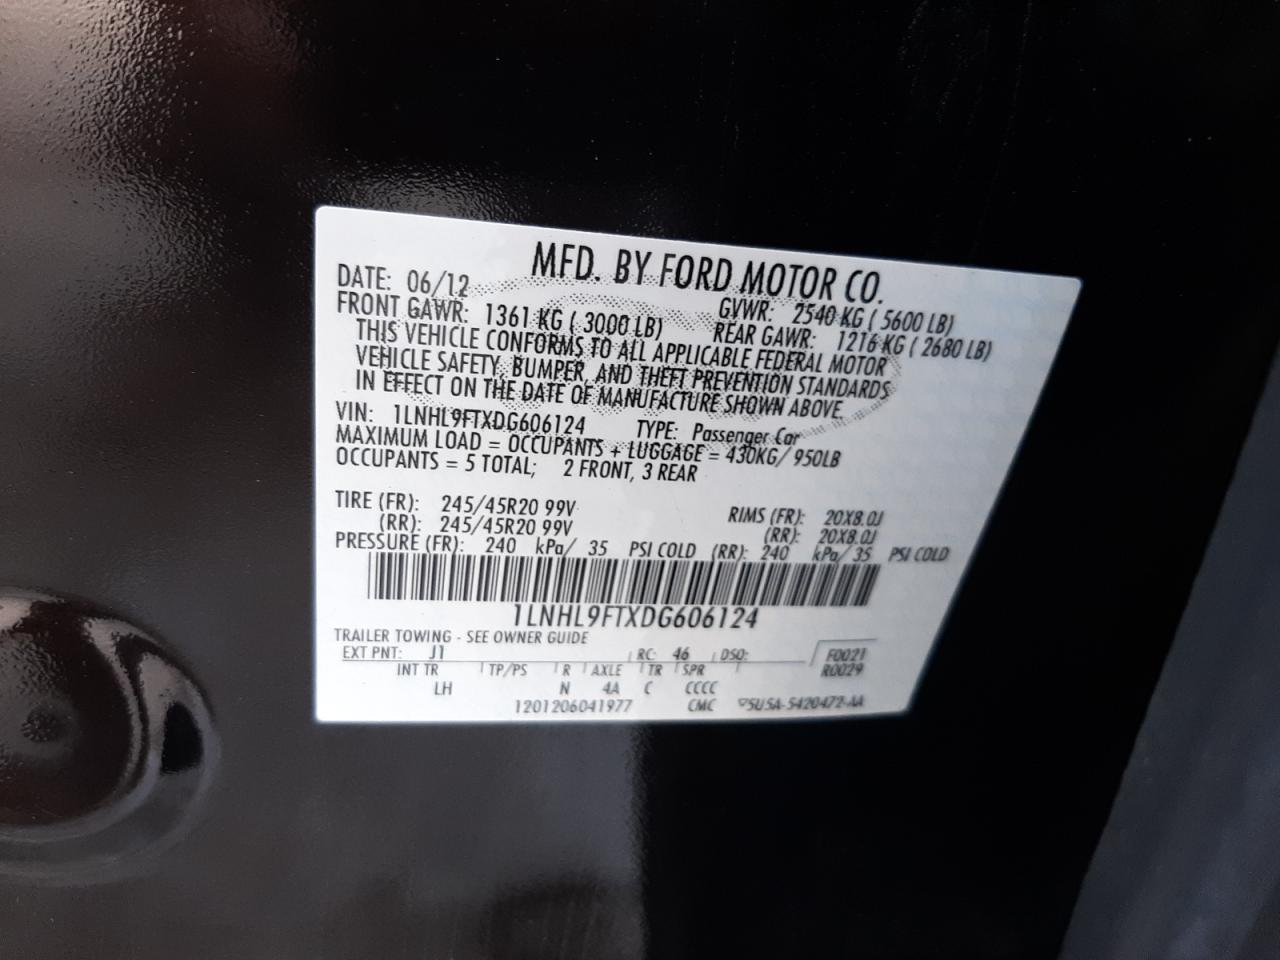 MFD. BY FORD MOTOR CO.
DATE: 06/12 GVWR: 2540 KG ( 5600 LB)
FRONT GAWR: 1361 KG ( 3000 LB) REAR GAWR: 1216 KG ( 2680 LB)
THIS VEHICLE CONFORMS TO ALL APPLICABLE FEDERAL MOTOR
VEHICLE SAFETY, BUMPER, AND THEFT PREVENTION STANDARDS
IN EFFECT ON THE DATE OF MANUFACTURE SHOWN ABOVE.
VIN: 1LNHL9FTXDG606124 TYPE: Passenger Car
MAXIMUM LOAD = OCCUPANTS + LUGGAGE = 430KG/ 950LB
OCCUPANTS = 5 TOTAL; 2 FRONT, 3 REAR
TIRE (FR): 245/45R20 99V RIMS (FR): 20X8.0J
(RR): 245/45R20 99V (RR): 20X8.0J
PRESSURE (FR): 240 kPa/ 35 PSI COLD (RR): 240 kPa/ 35 PSI COLD
1LNHL9FTXDG606124
TRAILER TOWING - SEE OWNER GUIDE
EXT PNT: J1 RC: 46 DSO: F0021
INT TR TP/PS R AXLE TR SPR R0029
LH N 4A C CCCC
1201206041977 CMC 5U5A-5420472-AA